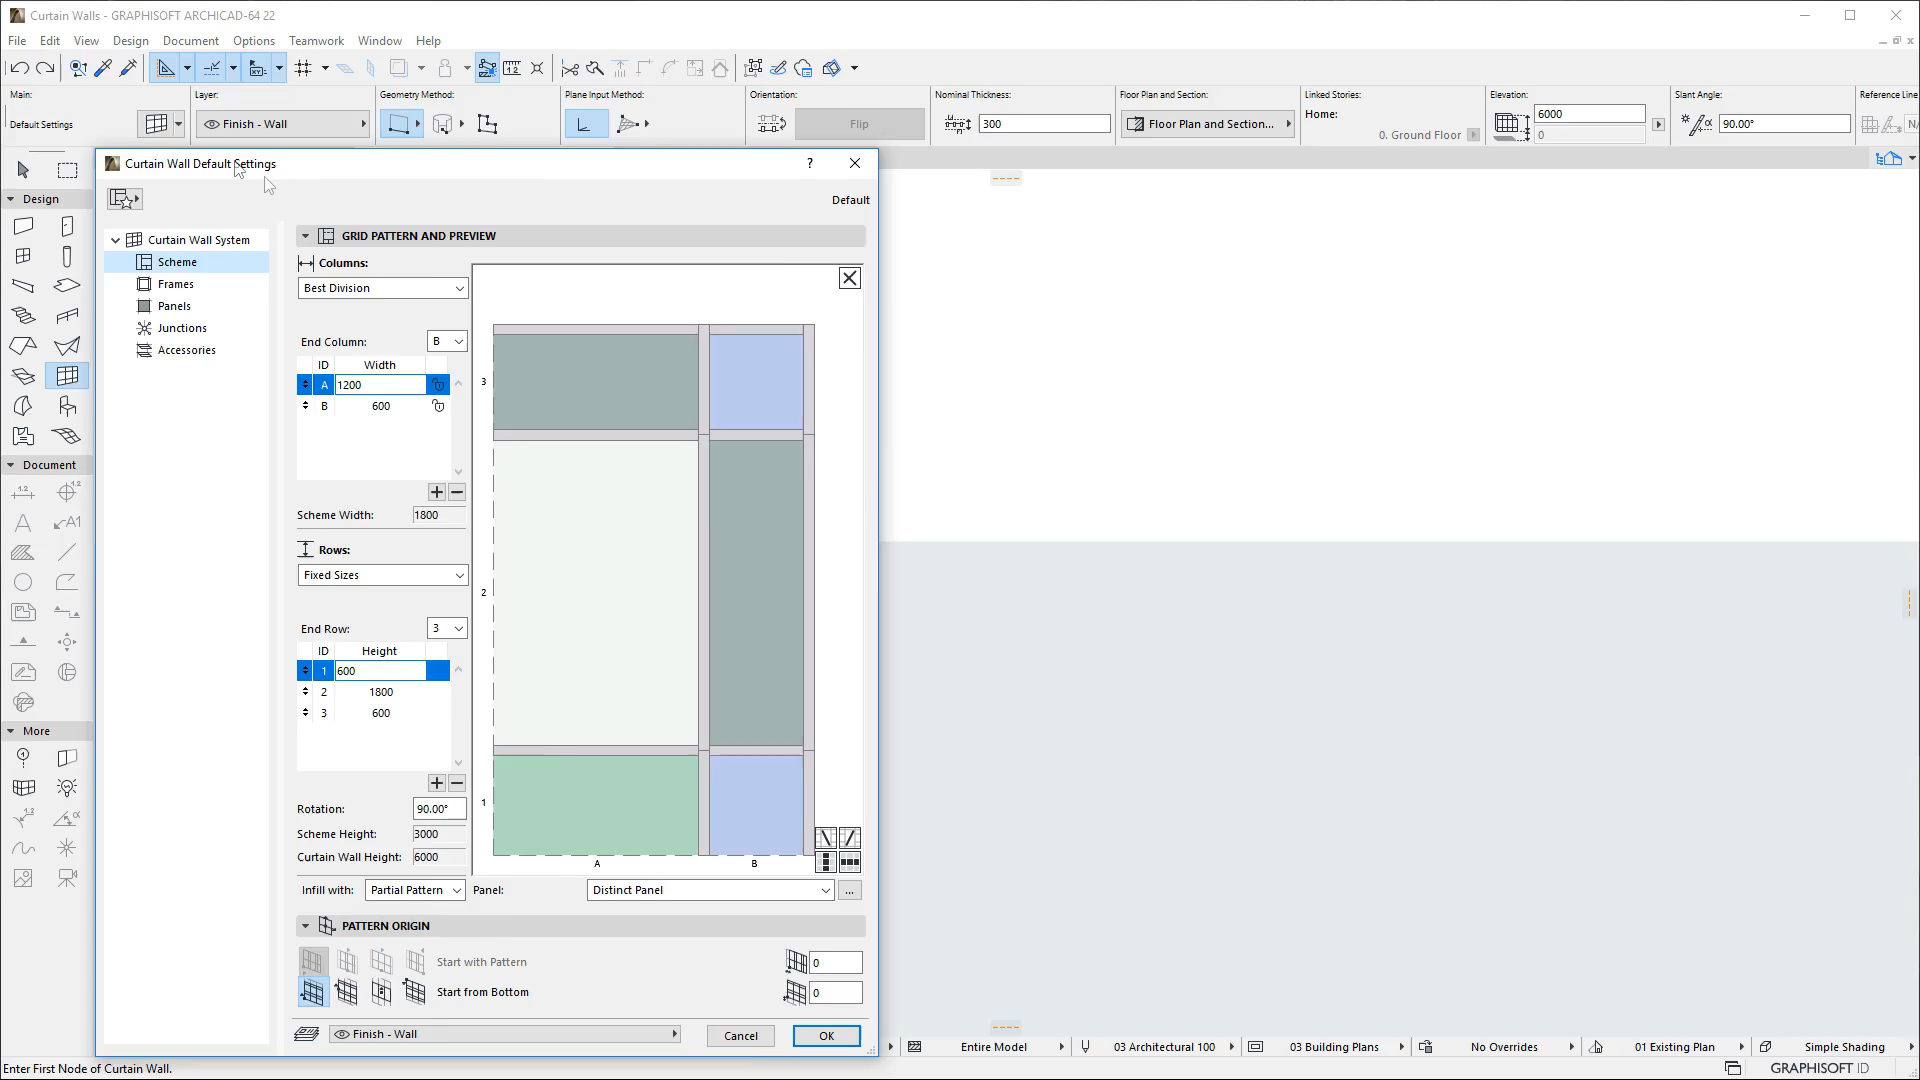 Curtain Walls - GRAPHISOFT ARCHICAD-64 22
File Edit View Design Document Options Teamwork Window Help
Main: Layer: Geometry Method: Plane Input Method: Orientation: Nominal Thickness: Floor Plan and Section: Linked Stories: Elevation: Slant Angle: Reference Line
Default Settings Finish - Wall Flip 300 Floor Plan and Section... Home: 6000 90.00°
0. Ground Floor 0
Curtain Wall Default Settings ?
Default
Design
Curtain Wall System
Scheme
Frames
Panels
Junctions
Accessories
GRID PATTERN AND PREVIEW
Columns:
Best Division
End Column: B
ID Width
A 1200
B 600
Scheme Width: 1800
Rows:
Fixed Sizes
End Row: 3
ID Height
1 600
2 1800
3 600
Rotation: 90.00°
Scheme Height: 3000
Curtain Wall Height: 6000
3
2
1
A B
Infill with: Partial Pattern Panel: Distinct Panel ...
PATTERN ORIGIN
Start with Pattern 0
Start from Bottom 0
Finish - Wall Cancel OK
Document
1.2
A A1
More
Entire Model 03 Architectural 100 03 Building Plans No Overrides 01 Existing Plan Simple Shading
Enter First Node of Curtain Wall. GRAPHISOFT ID